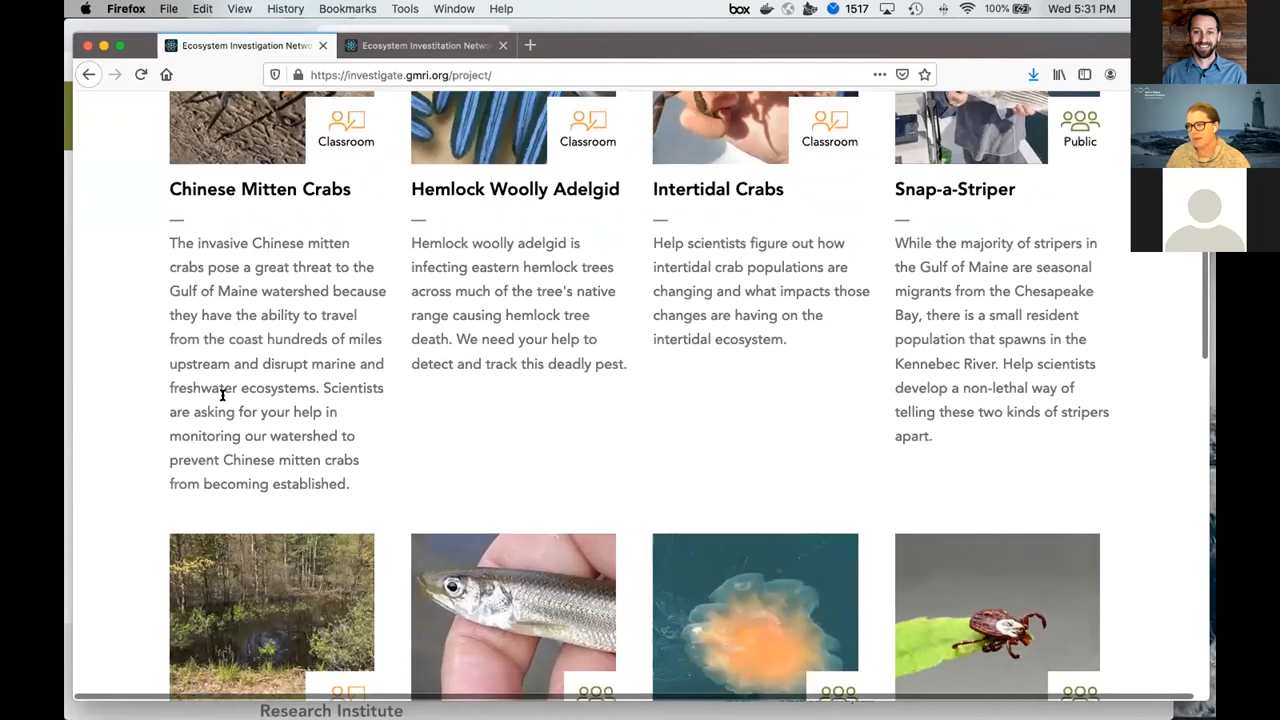 Firefox File Edit View History Bookmarks Tools Window Help box 1517 100% Wed 5:31 PM
Ecosystem Investigation Netwo Ecosystem Investitation Netwo
https://investigate.gmri.org/project/
Classroom Classroom Classroom Public
Chinese Mitten Crabs
The invasive Chinese mitten
crabs pose a great threat to the
Gulf of Maine watershed because
they have the ability to travel
from the coast hundreds of miles
upstream and disrupt marine and
freshwater ecosystems. Scientists
are asking for your help in
monitoring our watershed to
prevent Chinese mitten crabs
from becoming established.
Hemlock Woolly Adelgid
Hemlock woolly adelgid is
infecting eastern hemlock trees
across much of the tree's native
range causing hemlock tree
death. We need your help to
detect and track this deadly pest.
Intertidal Crabs
Help scientists figure out how
intertidal crab populations are
changing and what impacts those
changes are having on the
intertidal ecosystem.
Snap-a-Striper
While the majority of stripers in
the Gulf of Maine are seasonal
migrants from the Chesapeake
Bay, there is a small resident
population that spawns in the
Kennebec River. Help scientists
develop a non-lethal way of
telling these two kinds of stripers
apart.
Research Institute